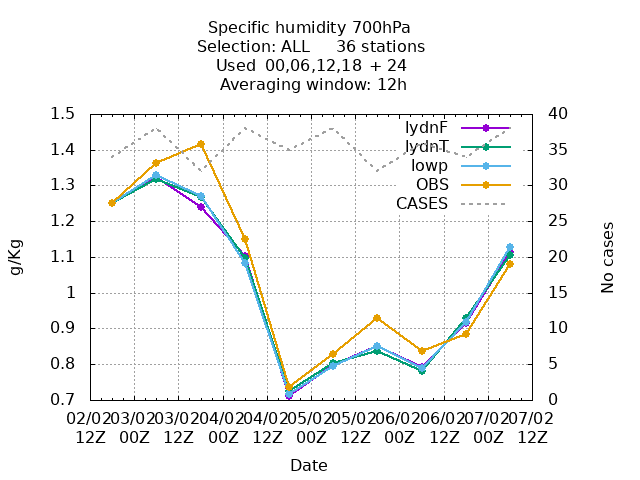 Specific humidity 700hPa
Selection: ALL 36 stations
Used 00,06,12,18 + 24
Averaging window: 12h
1.5 40
lydnF
lydnT
lowp
OBS
CASES
1.4 35
1.3 30
1.2 25
1.1 20
1 15
0.9 10
0.8 5
0.7 0
g/Kg
No cases
02/02 03/02 03/02 04/02 04/02 05/02 05/02 06/02 06/02 07/02 07/02
12Z 00Z 12Z 00Z 12Z 00Z 12Z 00Z 12Z 00Z 12Z
Date